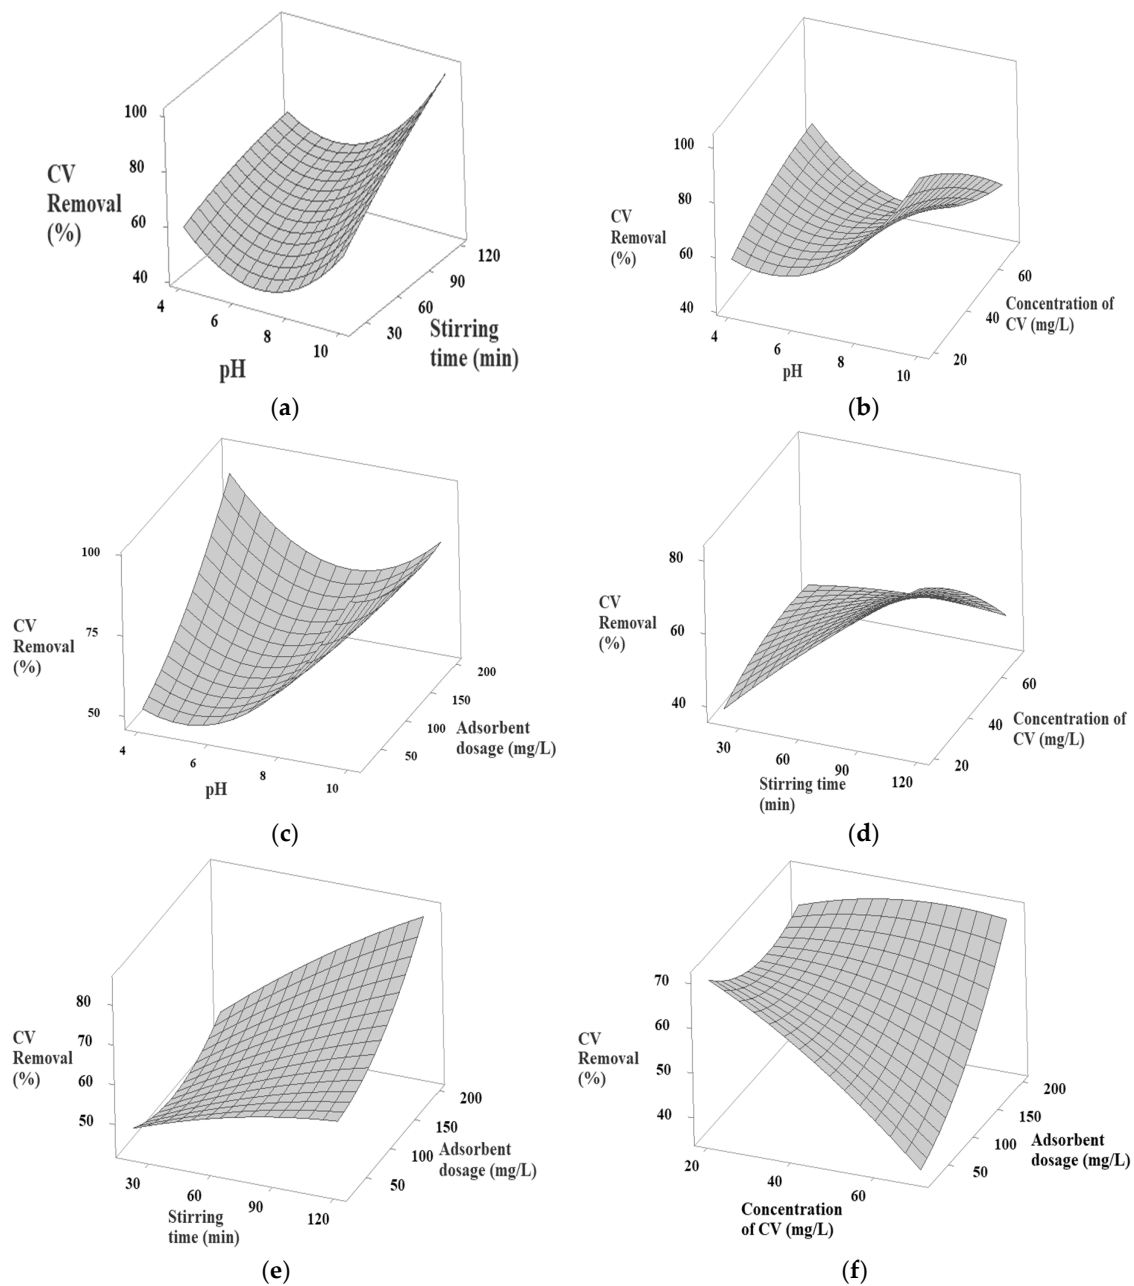 100
80
60
40
CV
Removal
(%)
4
6
8
10
pH
30
60
90
120
Stirring
time (min)
(a)
100
80
60
40
CV
Removal
(%)
4
6
8
10
pH
20
40
60
Concentration of
CV (mg/L)
(b)
100
75
50
CV
Removal
(%)
4
6
8
10
pH
50
100
150
200
Adsorbent
dosage (mg/L)
(c)
80
60
40
CV
Removal
(%)
30
60
90
120
Stirring time
(min)
20
40
60
Concentration of
CV (mg/L)
(d)
80
70
60
50
CV
Removal
(%)
30
60
90
120
Stirring
time (min)
50
100
150
200
Adsorbent
dosage (mg/L)
(e)
70
60
50
40
CV
Removal
(%)
20
40
60
Concentration
of CV (mg/L)
50
100
150
200
Adsorbent
dosage (mg/L)
(f)